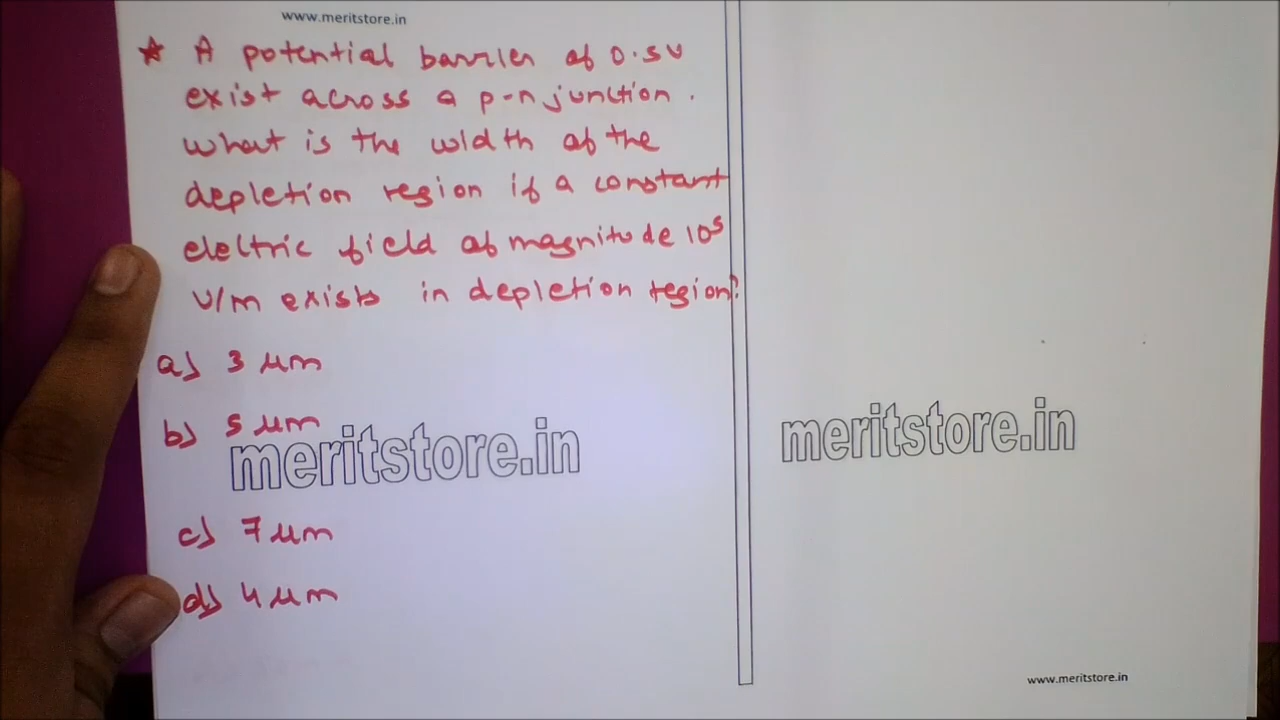 www.meritstore.in
★ A potential barrier of 0.5V
exist across a p-n junction.
What is the width of the
depletion region if a constant
eleltric field of magnitude 10⁵
V/m exists in depletion region?
a) 3 μm
b) 5 μm
meritstore.in
c) 7 μm
d) 4 μm
meritstore.in
www.meritstore.in